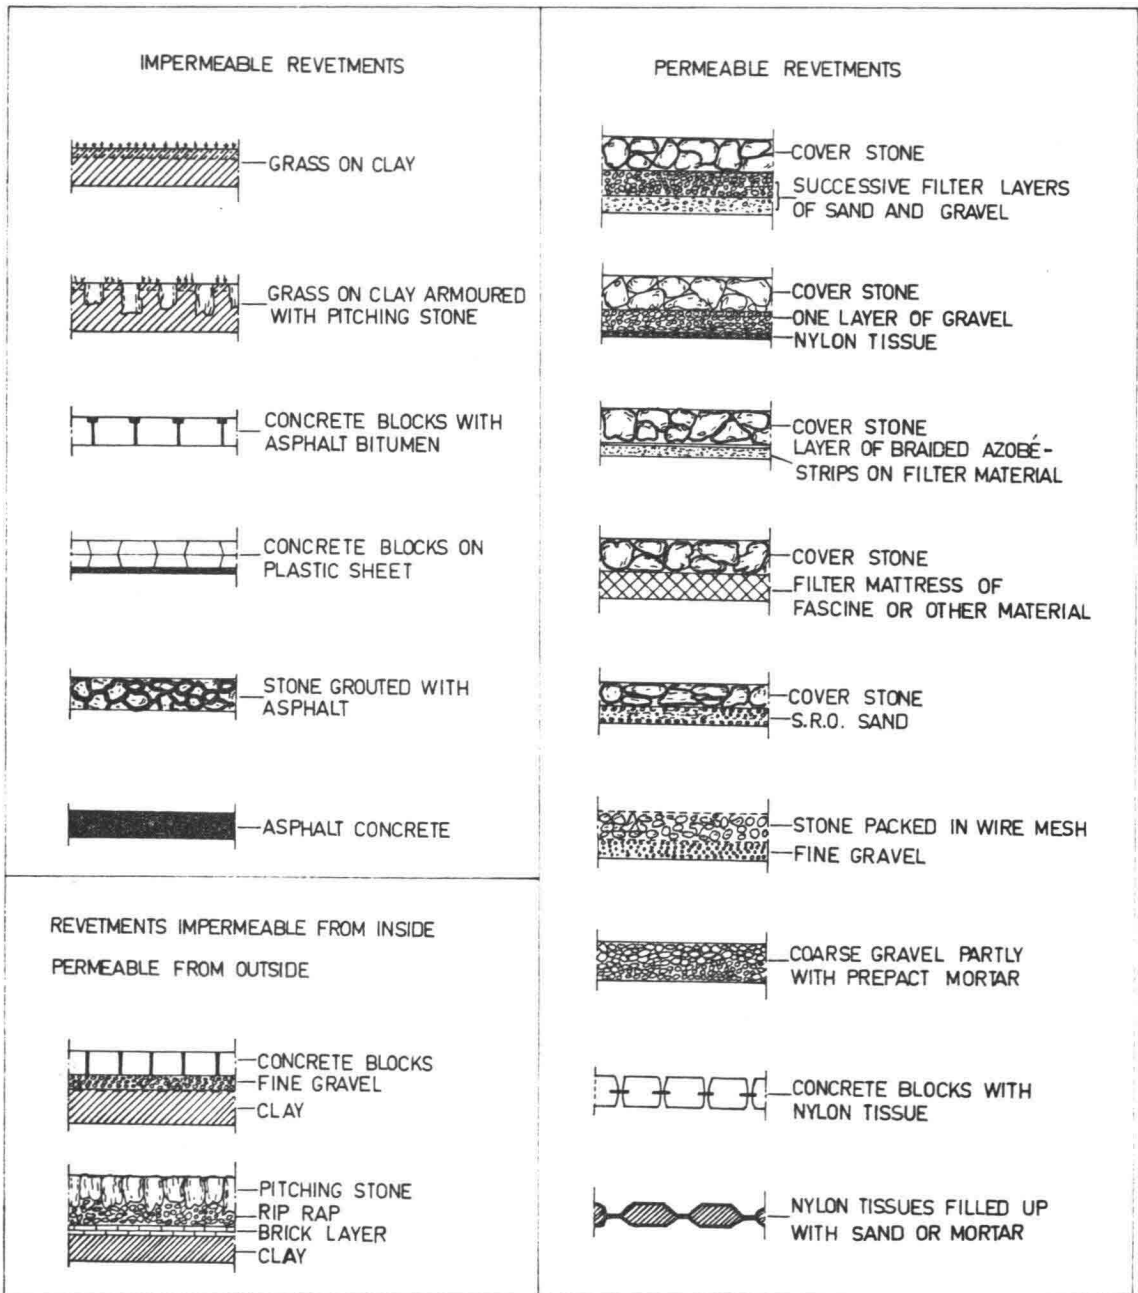 IMPERMEABLE REVETMENTS
GRASS ON CLAY
GRASS ON CLAY ARMOURED
WITH PITCHING STONE
CONCRETE BLOCKS WITH
ASPHALT BITUMEN
CONCRETE BLOCKS ON
PLASTIC SHEET
STONE GROUTED WITH
ASPHALT
ASPHALT CONCRETE
REVETMENTS IMPERMEABLE FROM INSIDE
PERMEABLE FROM OUTSIDE
CONCRETE BLOCKS
FINE GRAVEL
CLAY
PITCHING STONE
RIP RAP
BRICK LAYER
CLAY
PERMEABLE REVETMENTS
COVER STONE
SUCCESSIVE FILTER LAYERS
OF SAND AND GRAVEL
COVER STONE
ONE LAYER OF GRAVEL
NYLON TISSUE
COVER STONE
LAYER OF BRAIDED AZOBÉ-
STRIPS ON FILTER MATERIAL
COVER STONE
FILTER MATTRESS OF
FASCINE OR OTHER MATERIAL
COVER STONE
S.R.O. SAND
STONE PACKED IN WIRE MESH
FINE GRAVEL
COARSE GRAVEL PARTLY
WITH PREPACT MORTAR
CONCRETE BLOCKS WITH
NYLON TISSUE
NYLON TISSUES FILLED UP
WITH SAND OR MORTAR